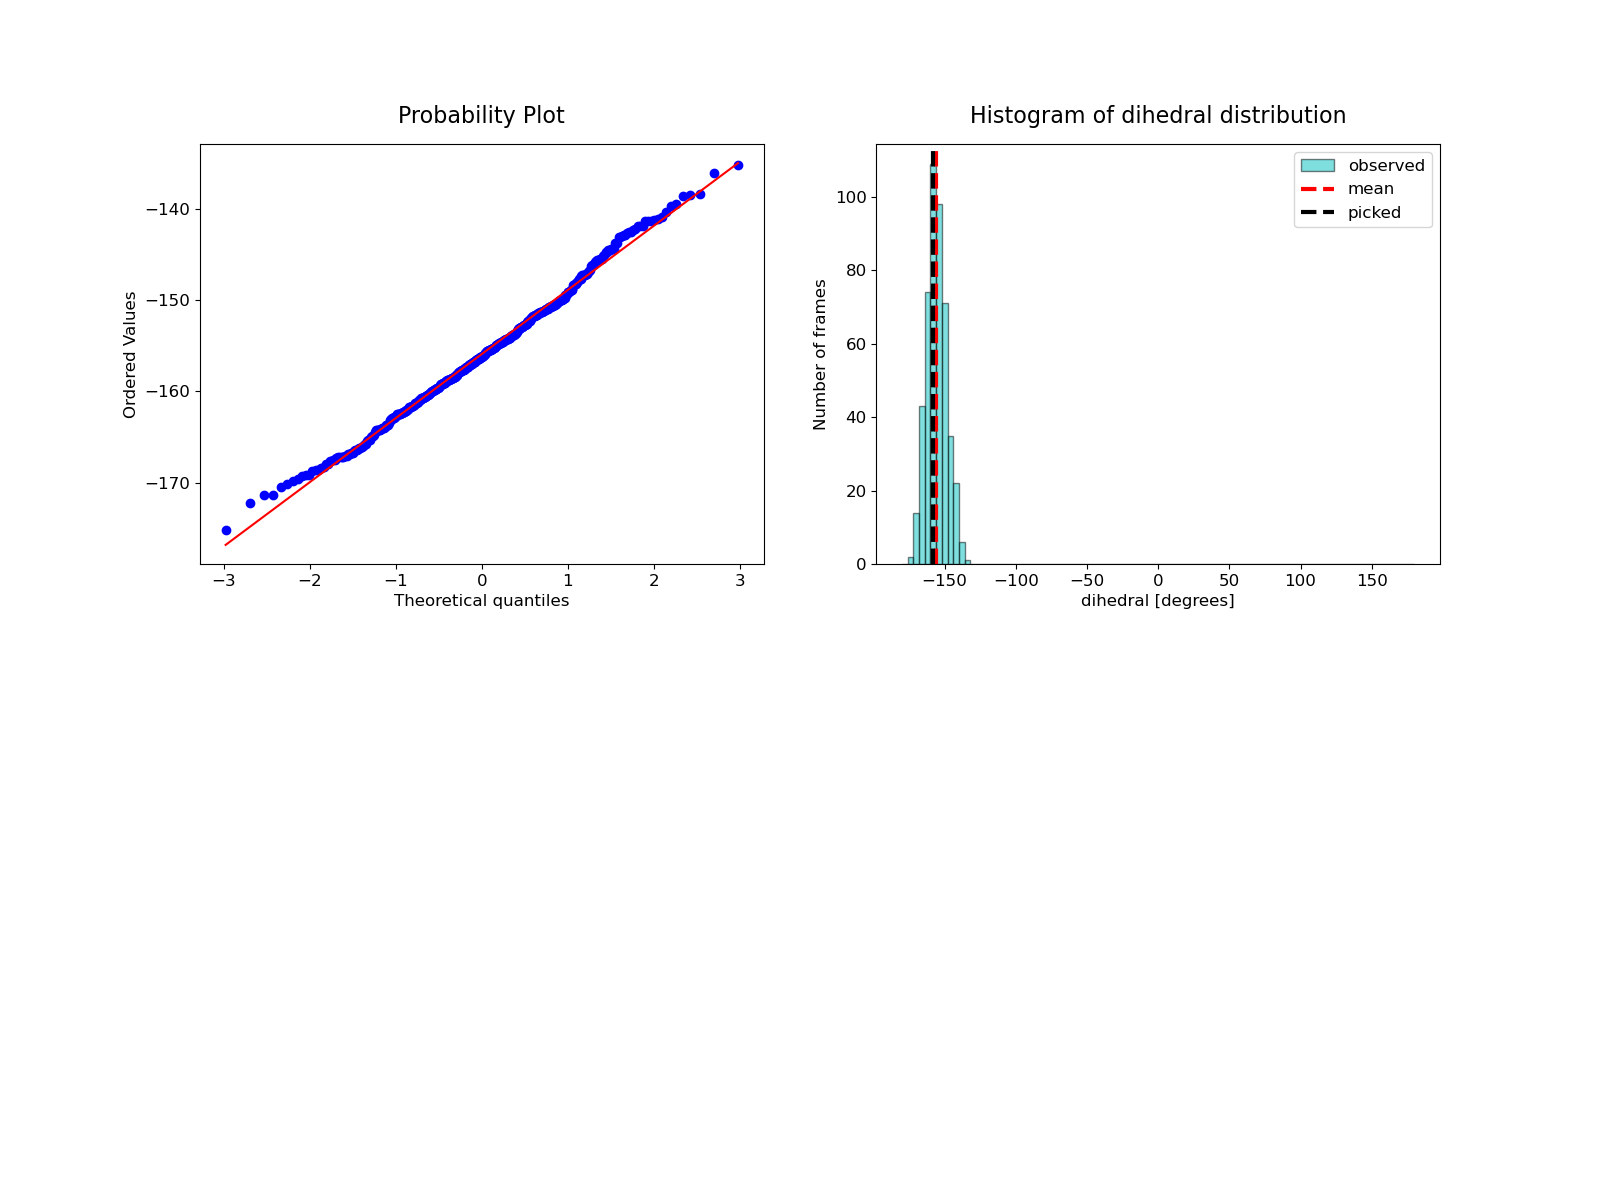 Probability Plot
Ordered Values
−140
−150
−160
−170
−3 −2 −1 0 1 2 3
Theoretical quantiles
Histogram of dihedral distribution
Number of frames
100
80
60
40
20
0
observed
mean
picked
−150 −100 −50 0 50 100 150
dihedral [degrees]